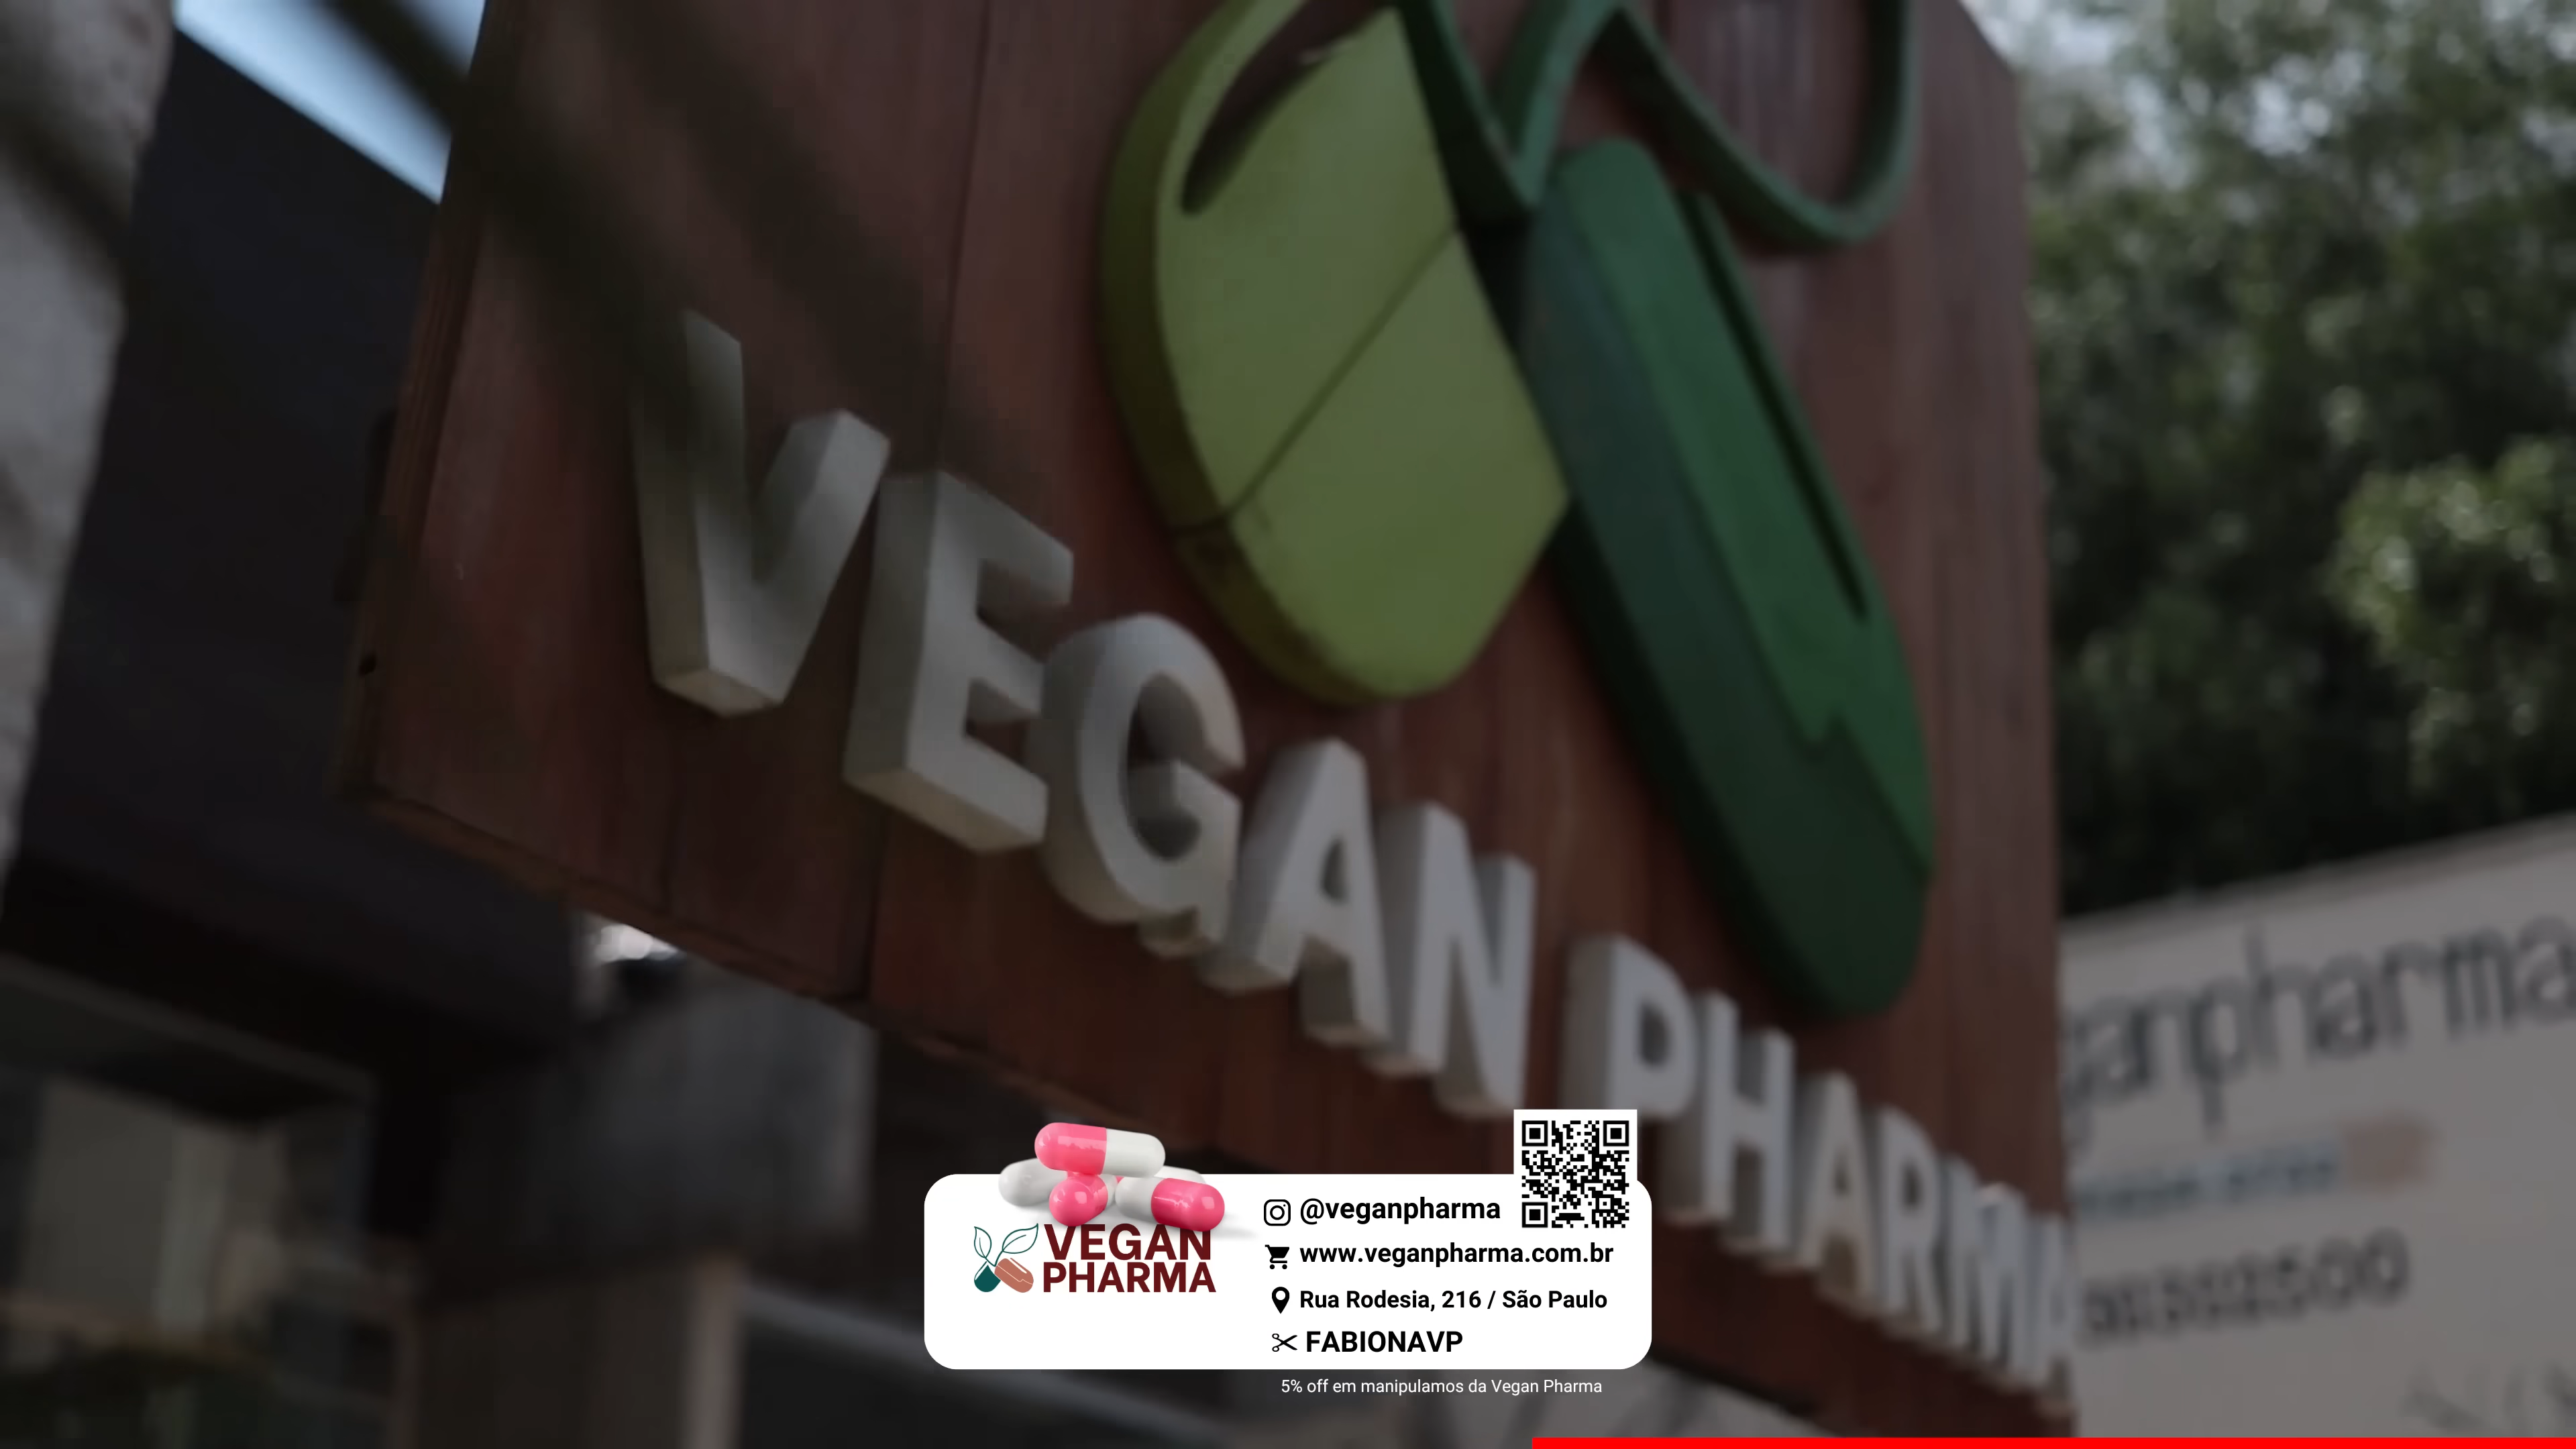 VEGAN PHARMA
anpharma
VEGAN
PHARMA
@veganpharma
www.veganpharma.com.br
Rua Rodesia, 216 / São Paulo
FABIONAVP
5% off em manipulamos da Vegan Pharma